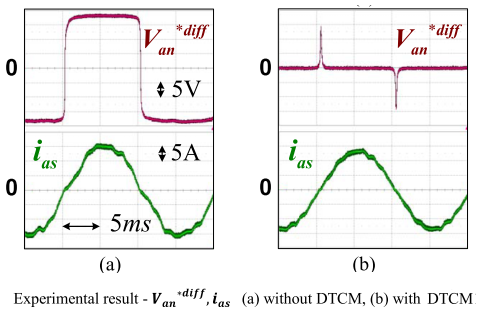 V_an^*diff
0
5V
i_as
5A
0
5ms
(a)
V_an^*diff
0
i_as
0
(b)
Experimental result - V_an^*diff, i_as (a) without DTCM, (b) with DTCM